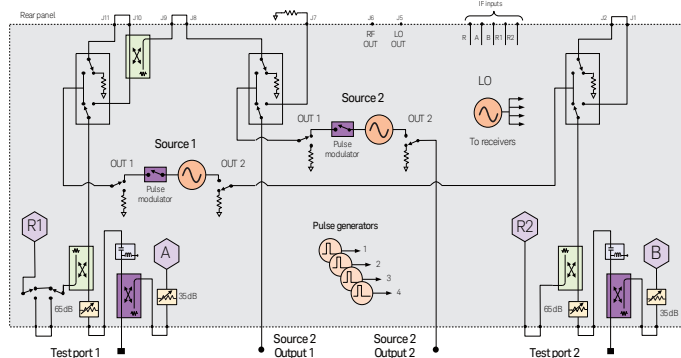 IF inputs
Rear panel
J11
J10
J9
J8
J7
J6
J5
J2
J1
RF
OUT
LO
OUT
R
A
B
R1
R2
Source 2
LO
OUT 1
OUT 2
Pulse
modulator
To receivers
Source 1
OUT 1
OUT 2
Pulse
modulator
Pulse generators
R1
A
R2
B
1
2
3
4
65dB
35dB
65dB
35dB
Test port 1
Source 2
Output 1
Source 2
Output 2
Test port 2